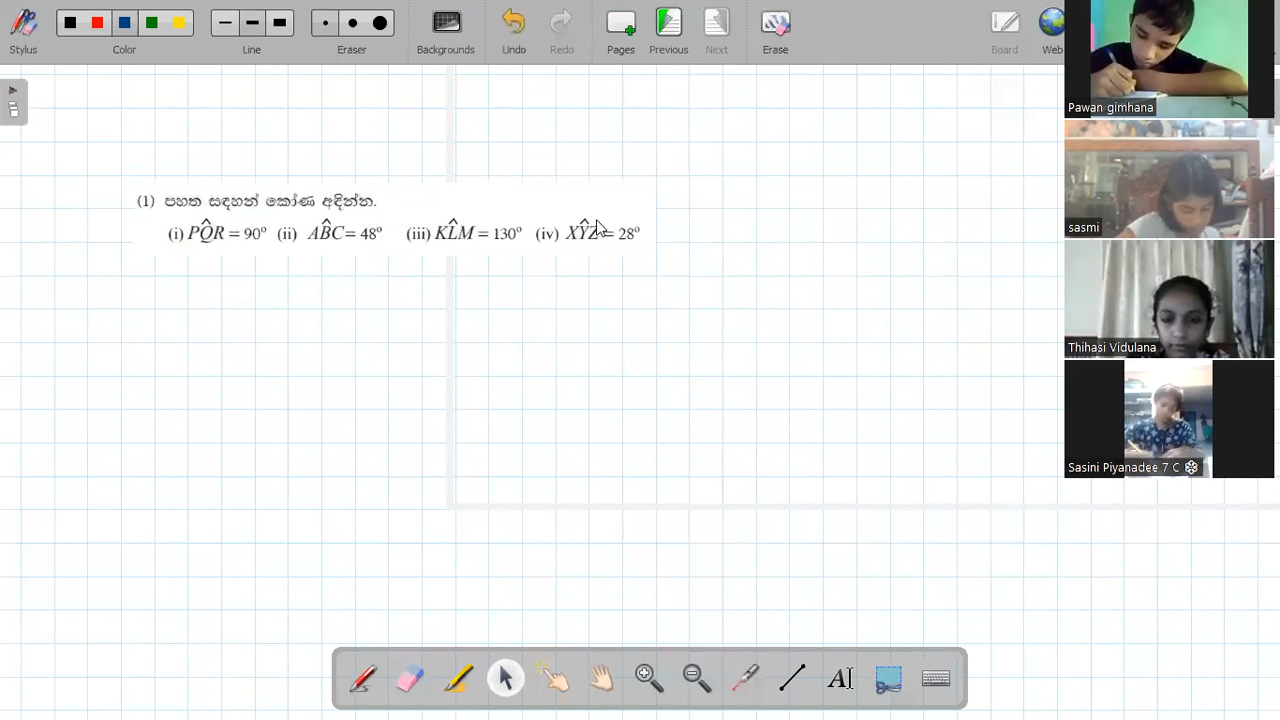 Stylus Color Line Eraser Backgrounds Undo Redo Pages Previous Next Erase Board Web
Pawan gimhana
sasmi
Thihasi Vidulana
Sasini Piyanadee 7 C
(1) පහත සඳහන් කෝණ අඳින්න.
(i) PQ̂R = 90° (ii) AB̂C = 48° (iii) KL̂M = 130° (iv) XŶZ = 28°